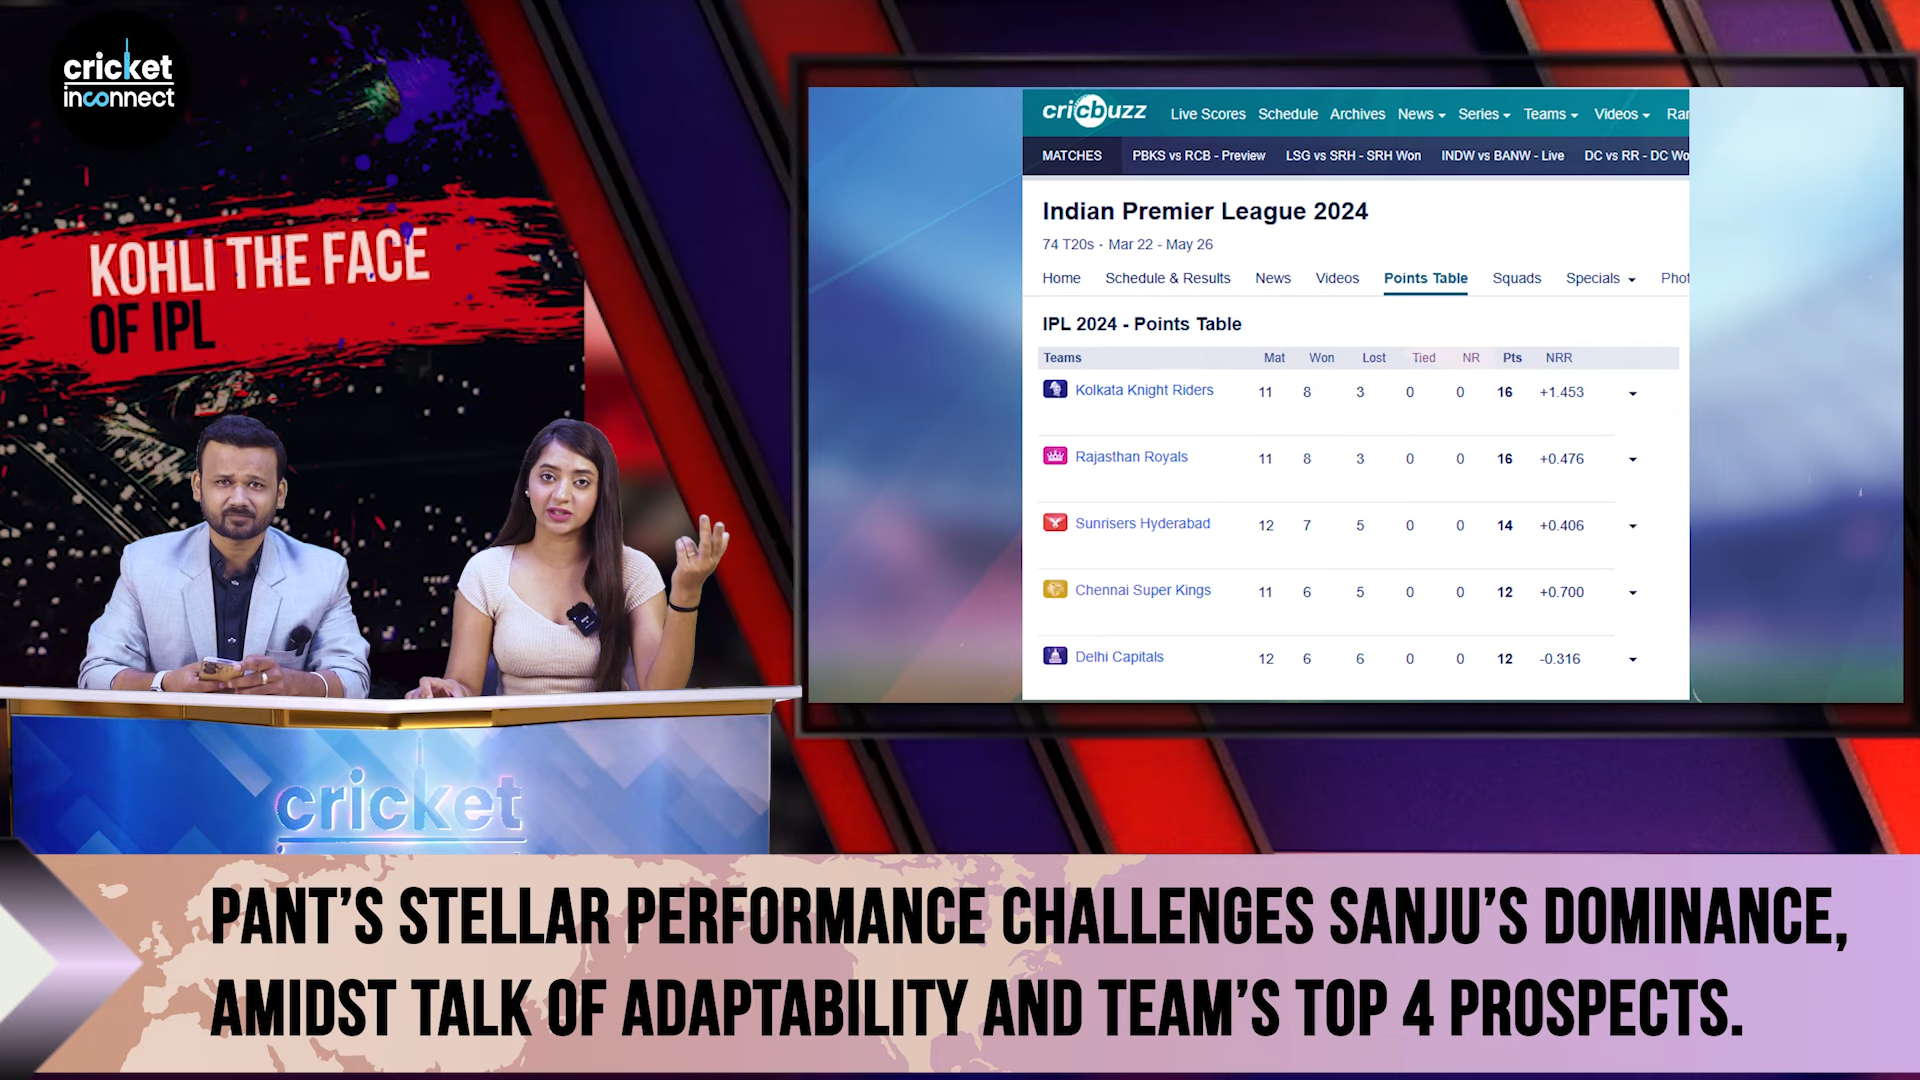 cricket
inconnect
KOHLI THE FACE
OF IPL
cricbuzz Live Scores Schedule Archives News Series Teams Videos
MATCHES PBKS vs RCB - Preview LSG vs SRH - SRH Won INDW vs BANW - Live DC vs RR - DC Wo
Indian Premier League 2024
74 T20s · Mar 22 - May 26
Home Schedule & Results News Videos Points Table Squads Specials Phot
IPL 2024 - Points Table
Teams Mat Won Lost Tied NR Pts NRR
Kolkata Knight Riders 11 8 3 0 0 16 +1.453
Rajasthan Royals 11 8 3 0 0 16 +0.476
Sunrisers Hyderabad 12 7 5 0 0 14 +0.406
Chennai Super Kings 11 6 5 0 0 12 +0.700
Delhi Capitals 12 6 6 0 0 12 -0.316
cricket
PANT'S STELLAR PERFORMANCE CHALLENGES SANJU'S DOMINANCE,
AMIDST TALK OF ADAPTABILITY AND TEAM'S TOP 4 PROSPECTS.